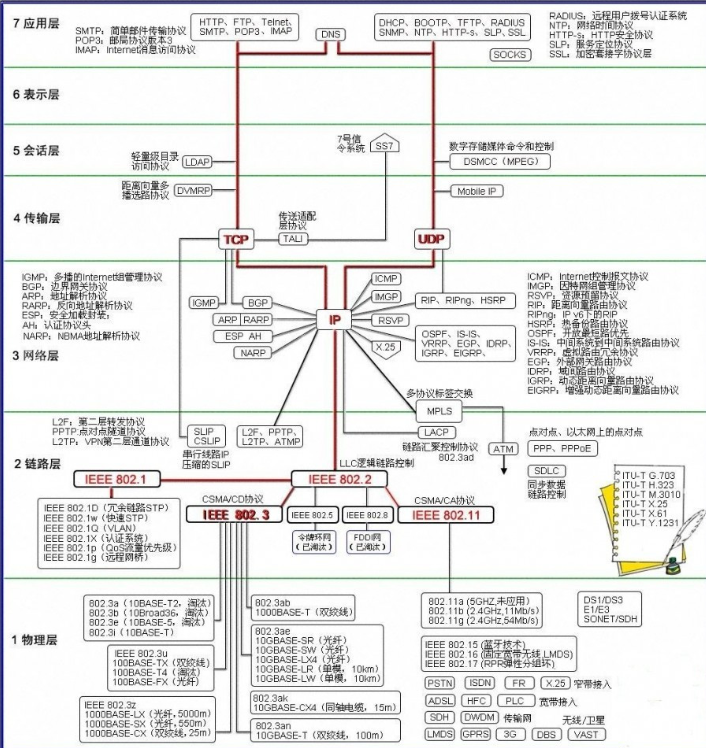 7 应用层
SMTP：简单邮件传输协议
POP3：邮局协议版本3
IMAP：Internet消息访问协议
HTTP、FTP、Telnet、
SMTP、POP3、IMAP
DNS
DHCP、BOOTP、TFTP、RADIUS
SNMP、NTP、HTTP-s、SLP、SSL
SOCKS
RADIUS：远程用户拨号认证系统
NTP：网络时间协议
HTTP-s：HTTP安全协议
SLP：服务定位协议
SSL：加密套接字协议层
6 表示层
5 会话层
轻量级目录
访问协议
LDAP
7号信
令系统
SS7
数字存储媒体命令和控制
DSMCC（MPEG）
4 传输层
距离向量多
播选路协议
DVMRP
Mobile IP
传送适配
层协议
TCP
TALI
UDP
3 网络层
IGMP：多播的Internet组管理协议
BGP：边界网关协议
ARP：地址解析协议
RARP：反向地址解析协议
ESP：安全加载封装:
AH：认证协议头
NARP：NBMA地址解析协议
IGMP
BGP
ARP
RARP
ESP AH
NARP
IP
ICMP
IMGP
RIP、RIPng、HSRP
RSVP
X.25
OSPF、IS-IS、
VRRP、EGP、IDRP、
IGRP、EIGRP、
ICMP：Internet控制报文协议
IMGP：因特网组管理协议
RSVP：资源预留协议
RIP：距离向量路由协议
RIPng：IP v6下的RIP
HSRP：热备份路由协议
OSPF：开放最短路优先
IS-IS：中间系统到中间系统路由协议
VRRP：虚拟路由冗余协议
EGP：外部网关路由协议
IDRP：域间路由协议
IGRP：动态距离向量路由协议
EIGRP：增强动态距离向量路由协议
多协议标签交换
MPLS
2 链路层
L2F：第二层转发协议
PPTP:点对点隧道协议
L2TP：VPN第二层通道协议
SLIP
CSLIP
串行线路IP
压缩的SLIP
L2F、PPTP、
L2TP、ATMP
LACP
链路汇聚控制协议
802.3ad
ATM
点对点、以太网上的点对点
PPP、PPPoE
SDLC
同步数据
链路控制
LLC逻辑链路控制
IEEE 802.1
IEEE 802.2
IEEE 802.1D（冗余链路STP）
IEEE 802.1w（快速STP）
IEEE 802.1Q（VLAN）
IEEE 802.1X（认证系统）
IEEE 802.1p（QoS流量优先级）
IEEE 802.1g（远程网桥）
CSMA/CD协议
IEEE 802.3
IEEE 802.5
令牌环网
（已淘汰）
IEEE 802.8
FDDI网
（已淘汰）
CSMA/CA协议
IEEE 802.11
ITU-T G.703
ITU-T H.323
ITU-T M.3010
ITU-T X.25
ITU-T X.61
ITU-T Y.1231
1 物理层
802.3a（10BASE-T2，淘汰）
802.3b（10Broad36，淘汰）
802.3e（10BASE-5，淘汰）
802.3i（10BASE-T）
IEEE 802.3u
100BASE-TX（双绞线）
100BASE-T4（淘汰）
100BASE-FX（光纤）
IEEE 802.3z
1000BASE-LX（光纤,5000m）
1000BASE-SX（光纤,550m）
1000BASE-CX（双绞线,25m）
802.3ab
1000BASE-T（双绞线）
802.3ae
10GBASE-SR（光纤）
10GBASE-SW（光纤）
10GBASE-LX4（光纤）
10GBASE-LR（单模，10km）
10GBASE-LW（单模，10km）
802.3ak
10GBASE-CX4（同轴电缆，15m）
802.3an
10GBASE-T（双绞线，100m）
802.11a（5GHZ,未应用）
802.11b（2.4GHz,11Mb/s）
802.11g（2.4GHz,54Mb/s）
DS1/DS3
E1/E3
SONET/SDH
IEEE 802.15（蓝牙技术）
IEEE 802.16（固定宽带无线 LMDS）
IEEE 802.17（RPR弹性分组环）
PSTN ISDN FR X.25 窄带接入
ADSL HFC PLC 宽带接入
SDH DWDM 传输网 无线/卫星
LMDS GPRS 3G DBS VAST